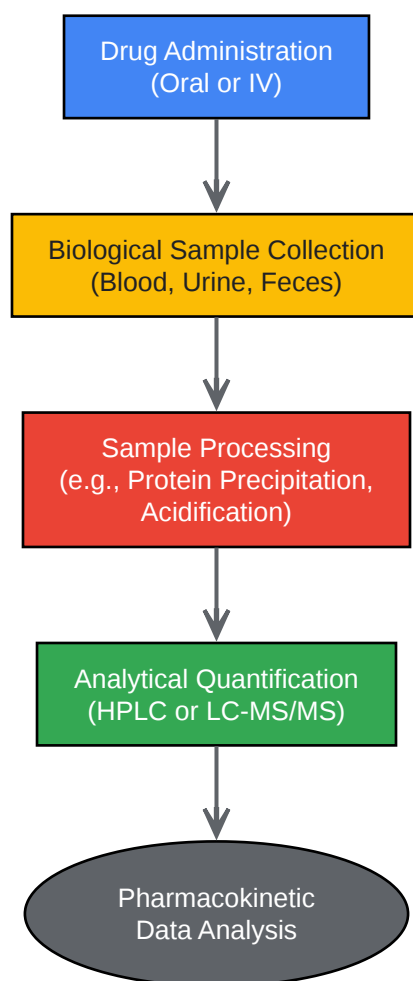 Drug Administration
(Oral or IV)
Biological Sample Collection
(Blood, Urine, Feces)
Sample Processing
(e.g., Protein Precipitation,
Acidification)
Analytical Quantification
(HPLC or LC-MS/MS)
Pharmacokinetic
Data Analysis